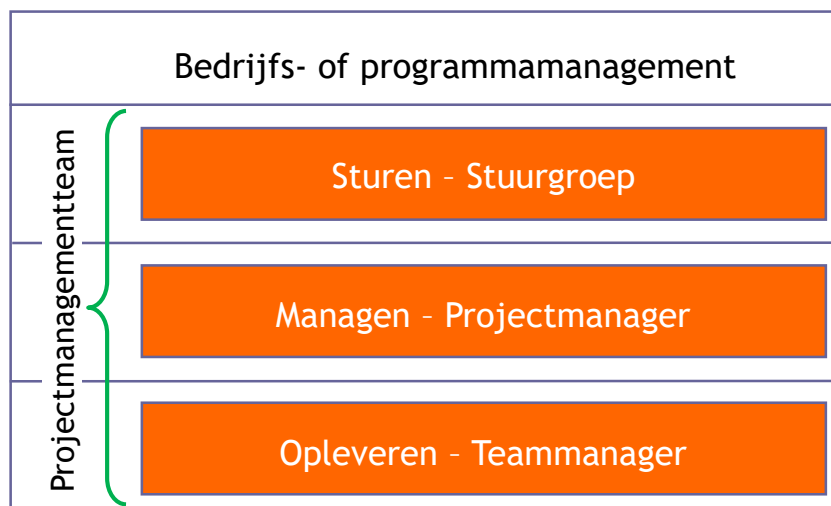 Bedrijfs- of programmamanagement
Projectmanagementteam
Sturen – Stuurgroep
Managen – Projectmanager
Opleveren – Teammanager